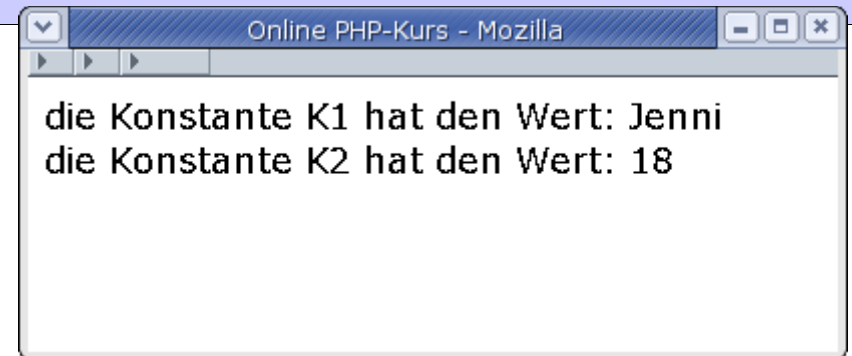 Online PHP-Kurs - Mozilla
die Konstante K1 hat den Wert: Jenni
die Konstante K2 hat den Wert: 18